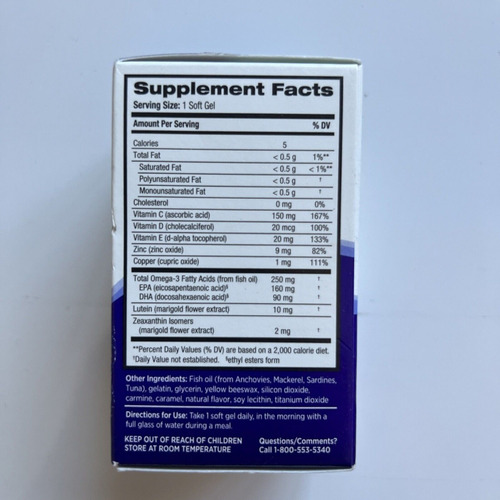 Supplement Facts
Serving Size: 1 Soft Gel
Amount Per Serving % DV
Calories 5
Total Fat < 0.5 g 1%**
Saturated Fat < 0.5 g < 1%**
Polyunsaturated Fat < 0.5 g †
Monounsaturated Fat < 0.5 g †
Cholesterol 0 mg 0%
Vitamin C (ascorbic acid) 150 mg 167%
Vitamin D (cholecalciferol) 20 mcg 100%
Vitamin E (d-alpha tocopherol) 20 mg 133%
Zinc (zinc oxide) 9 mg 82%
Copper (cupric oxide) 1 mg 111%
Total Omega-3 Fatty Acids (from fish oil) 250 mg †
EPA (eicosapentaenoic acid)§ 160 mg †
DHA (docosahexaenoic acid)§ 90 mg †
Lutein (marigold flower extract) 10 mg †
Zeaxanthin Isomers
(marigold flower extract) 2 mg †
**Percent Daily Values (% DV) are based on a 2,000 calorie diet.
†Daily Value not established. §ethyl esters form
Other Ingredients: Fish oil (from Anchovies, Mackerel, Sardines,
Tuna), gelatin, glycerin, yellow beeswax, silicon dioxide,
carmine, caramel, natural flavor, soy lecithin, titanium dioxide
Directions for Use: Take 1 soft gel daily, in the morning with a
full glass of water during a meal.
KEEP OUT OF REACH OF CHILDREN Questions/Comments?
STORE AT ROOM TEMPERATURE Call 1-800-553-5340